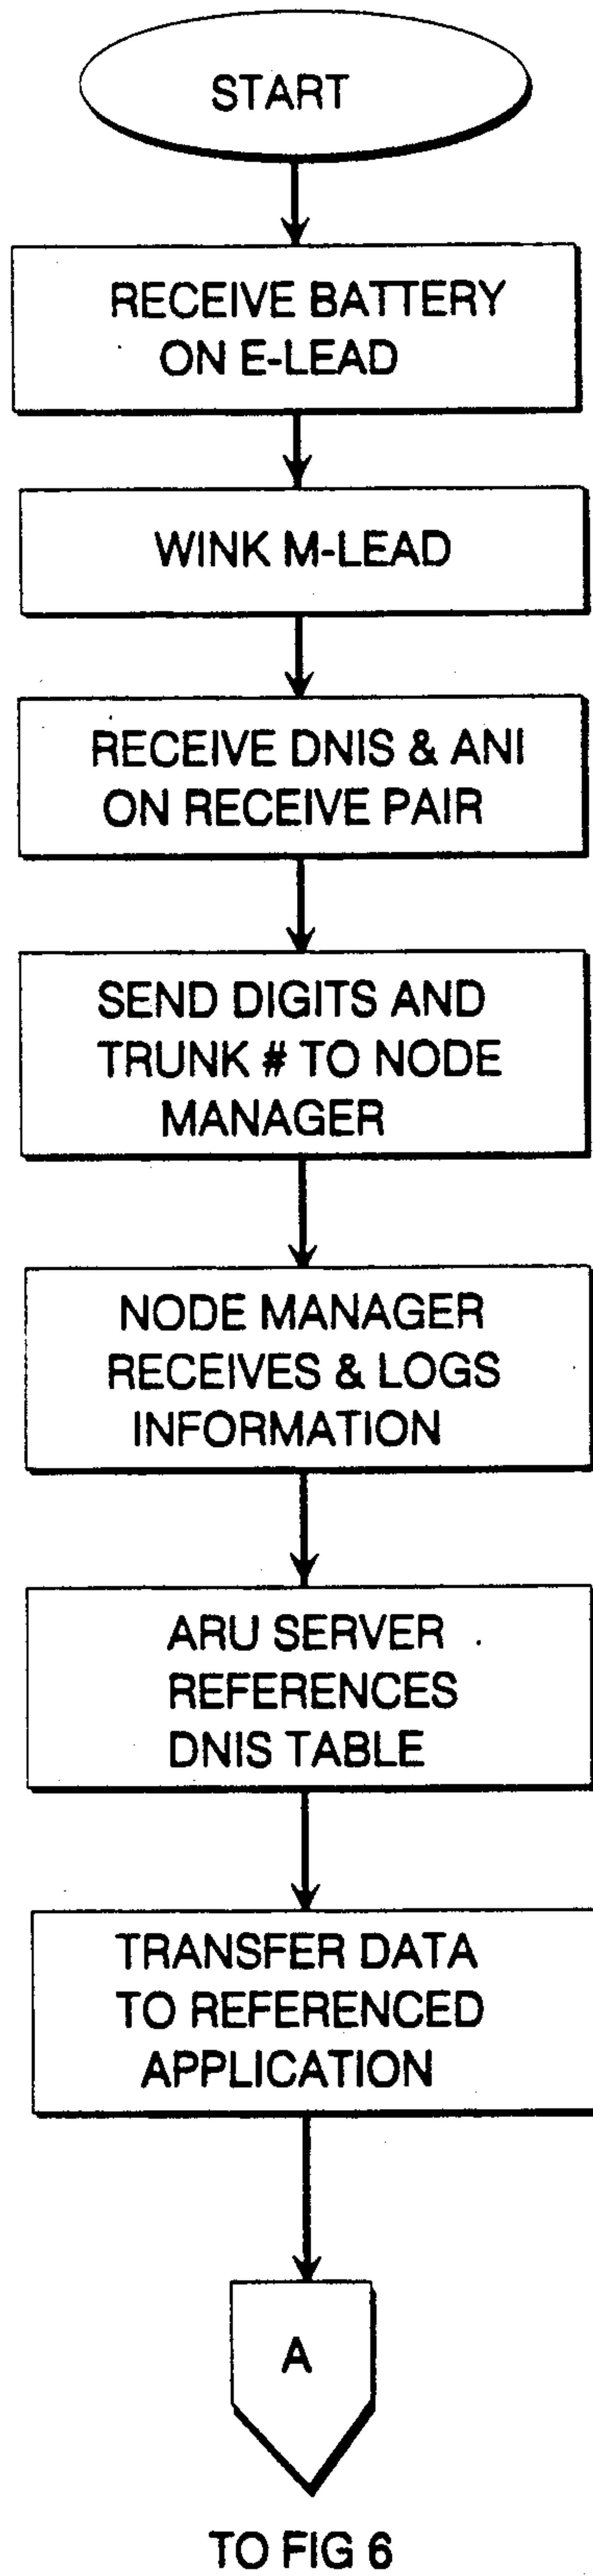 START
RECEIVE BATTERY
ON E-LEAD
WINK M-LEAD
RECEIVE DNIS & ANI
ON RECEIVE PAIR
SEND DIGITS AND
TRUNK # TO NODE
MANAGER
NODE MANAGER
RECEIVES & LOGS
INFORMATION
ARU SERVER
REFERENCES
DNIS TABLE
TRANSFER DATA
TO REFERENCED
APPLICATION
A
TO FIG 6